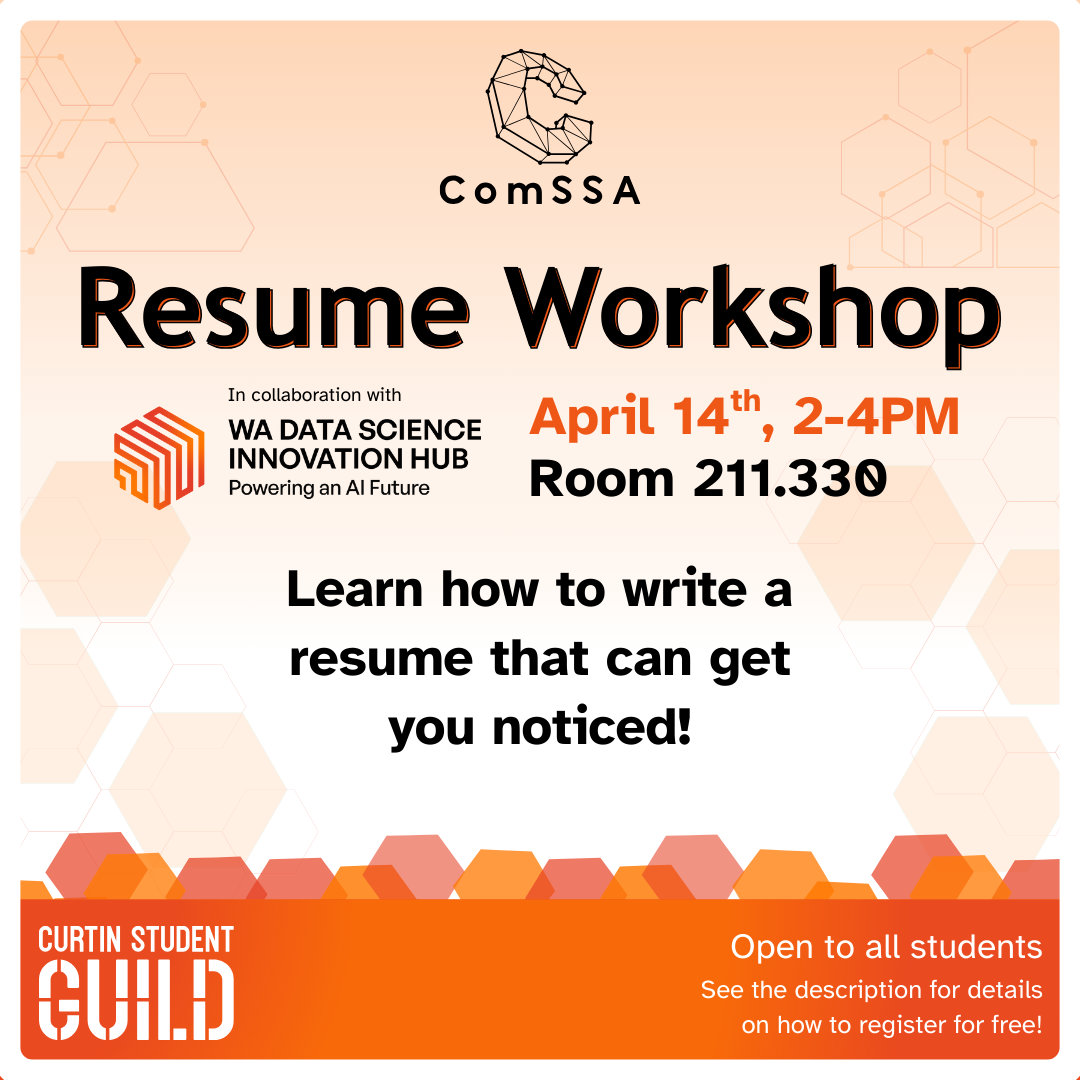 ComSSA
Resume Workshop
In collaboration with
WA DATA SCIENCE
INNOVATION HUB
Powering an AI Future
April 14th, 2-4PM
Room 211.330
Learn how to write a
resume that can get
you noticed!
CURTIN STUDENT
GUILD
Open to all students
See the description for details
on how to register for free!